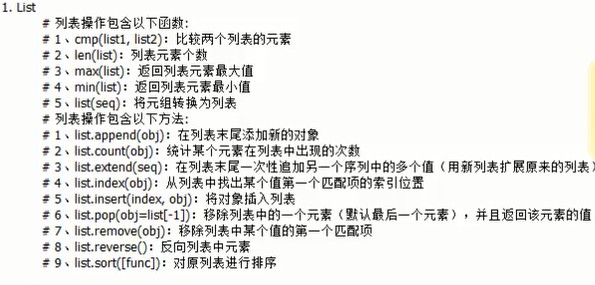 1. List
# 列表操作包含以下函数:
# 1、cmp(list1, list2)：比较两个列表的元素
# 2、len(list)：列表元素个数
# 3、max(list)：返回列表元素最大值
# 4、min(list)：返回列表元素最小值
# 5、list(seq)：将元组转换为列表
# 列表操作包含以下方法:
# 1、list.append(obj)：在列表末尾添加新的对象
# 2、list.count(obj)：统计某个元素在列表中出现的次数
# 3、list.extend(seq)：在列表末尾一次性追加另一个序列中的多个值（用新列表扩展原来的列表）
# 4、list.index(obj)：从列表中找出某个值第一个匹配项的索引位置
# 5、list.insert(index, obj)：将对象插入列表
# 6、list.pop(obj=list[-1])：移除列表中的一个元素（默认最后一个元素），并且返回该元素的值
# 7、list.remove(obj)：移除列表中某个值的第一个匹配项
# 8、list.reverse()：反向列表中元素
# 9、list.sort([func])：对原列表进行排序